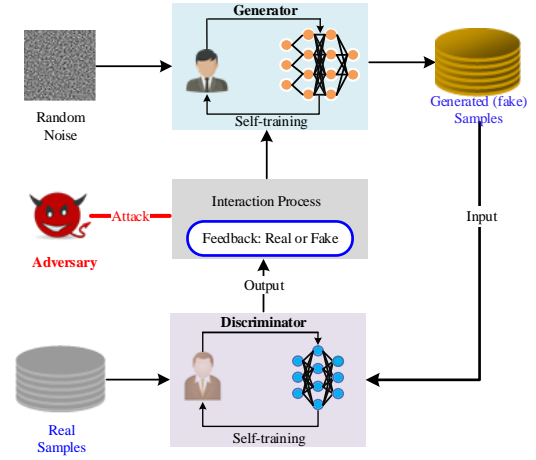 Generator
Self-training
Random
Noise
Generated (fake)
Samples
Interaction Process
Feedback: Real or Fake
Attack
Adversary
Input
Output
Discriminator
Self-training
Real
Samples